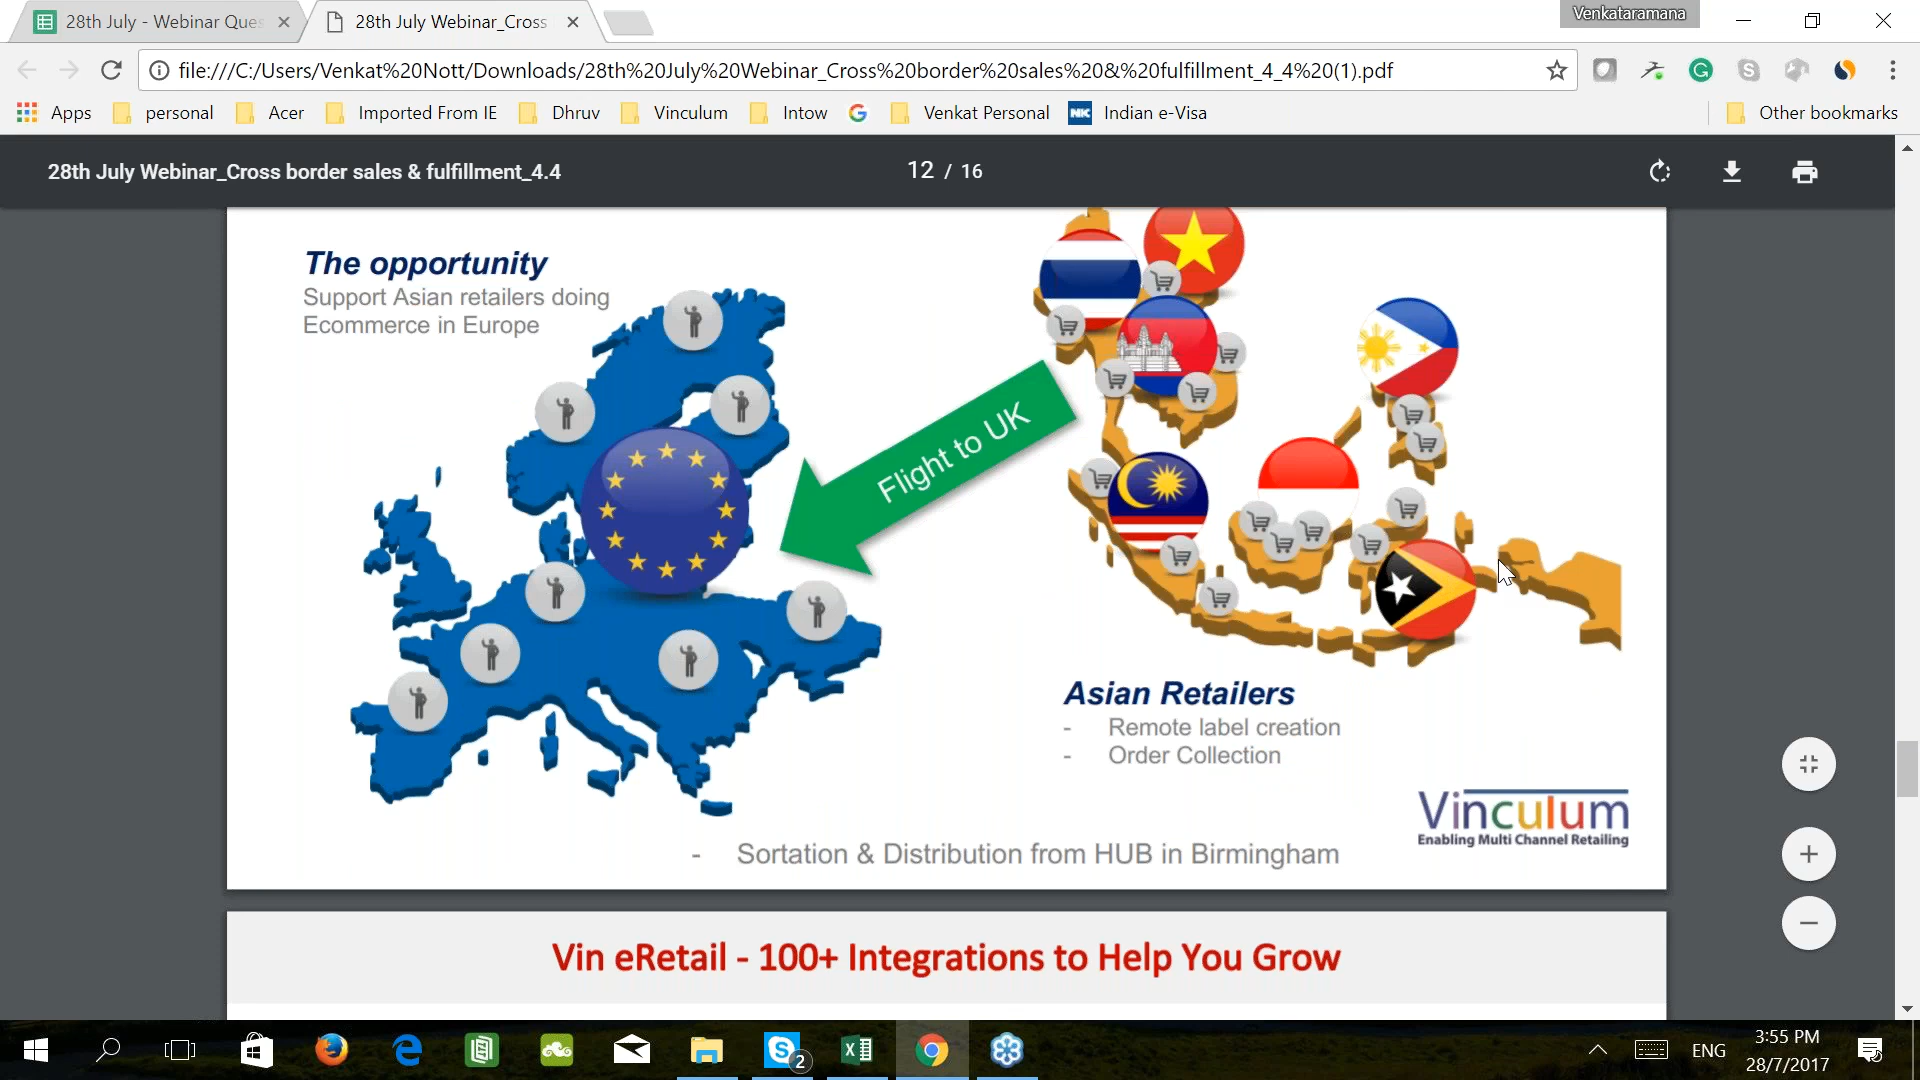 28th July - Webinar Ques
28th July Webinar_Cross
Venkataramana
file:///C:/Users/Venkat%20Nott/Downloads/28th%20July%20Webinar_Cross%20border%20sales%20&%20fulfillment_4_4%20(1).pdf
Apps
personal
Acer
Imported From IE
Dhruv
Vinculum
Intow
Venkat Personal
NIC
Indian e-Visa
Other bookmarks
28th July Webinar_Cross border sales & fulfillment_4.4
12 / 16
The opportunity
Support Asian retailers doing
Ecommerce in Europe
Flight to UK
Asian Retailers
- Remote label creation
- Order Collection
Vinculum
Enabling Multi Channel Retailing
- Sortation & Distribution from HUB in Birmingham
Vin eRetail - 100+ Integrations to Help You Grow
2
ENG
3:55 PM
28/7/2017